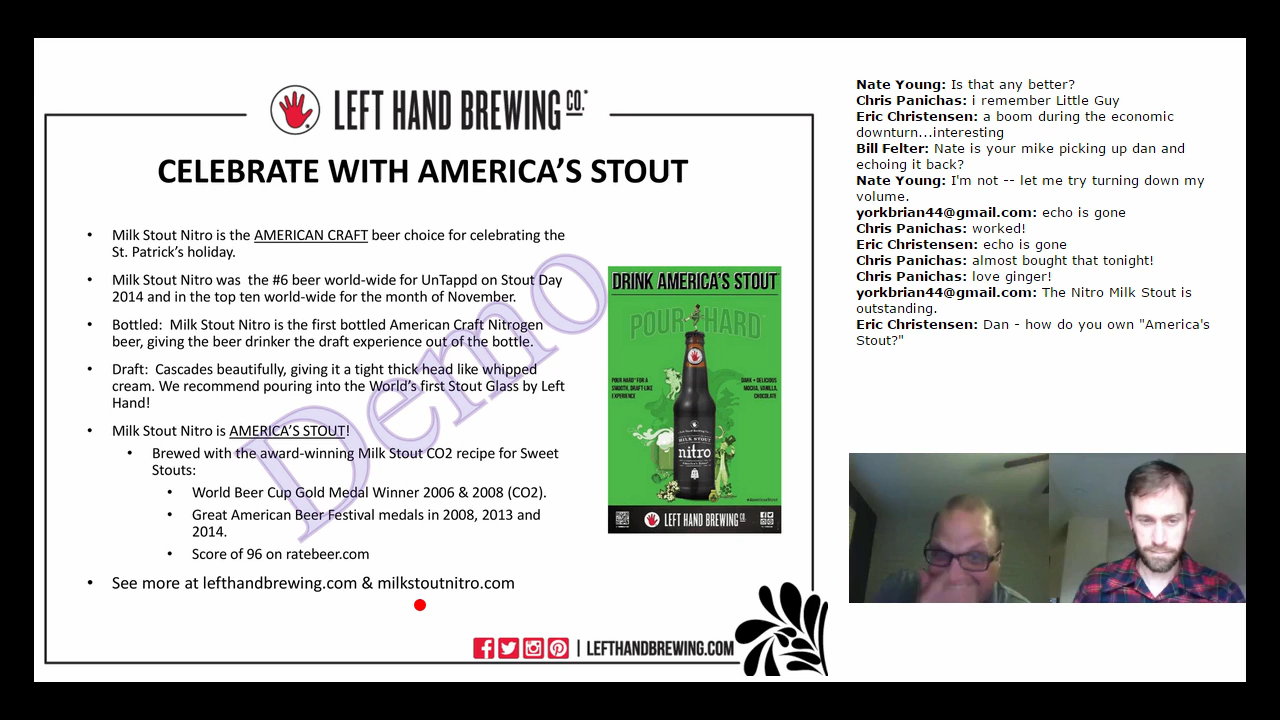 LEFT HAND BREWING CO.
CELEBRATE WITH AMERICA'S STOUT
• Milk Stout Nitro is the AMERICAN CRAFT beer choice for celebrating the
St. Patrick's holiday.
• Milk Stout Nitro was the #6 beer world-wide for UnTappd on Stout Day
2014 and in the top ten world-wide for the month of November.
• Bottled: Milk Stout Nitro is the first bottled American Craft Nitrogen
beer, giving the beer drinker the draft experience out of the bottle.
• Draft: Cascades beautifully, giving it a tight thick head like whipped
cream. We recommend pouring into the World's first Stout Glass by Left
Hand!
• Milk Stout Nitro is AMERICA'S STOUT!
• Brewed with the award-winning Milk Stout CO2 recipe for Sweet
Stouts:
• World Beer Cup Gold Medal Winner 2006 & 2008 (CO2).
• Great American Beer Festival medals in 2008, 2013 and
2014.
• Score of 96 on ratebeer.com
• See more at lefthandbrewing.com & milkstoutnitro.com
Demo
DRINK AMERICA'S STOUT
POUR HARD
POUR HARD FOR A
SMOOTH, DRAFT LIKE
EXPERIENCE
DARK + DELICIOUS
MOCHA, VANILLA,
CHOCOLATE
MILK STOUT
nitro
LEFT HAND BREWING CO.
| LEFTHANDBREWING.COM
Nate Young: Is that any better?
Chris Panichas: i remember Little Guy
Eric Christensen: a boom during the economic
downturn...interesting
Bill Felter: Nate is your mike picking up dan and
echoing it back?
Nate Young: I'm not -- let me try turning down my
volume.
yorkbrian44@gmail.com: echo is gone
Chris Panichas: worked!
Eric Christensen: echo is gone
Chris Panichas: almost bought that tonight!
Chris Panichas: love ginger!
yorkbrian44@gmail.com: The Nitro Milk Stout is
outstanding.
Eric Christensen: Dan - how do you own "America's
Stout?"